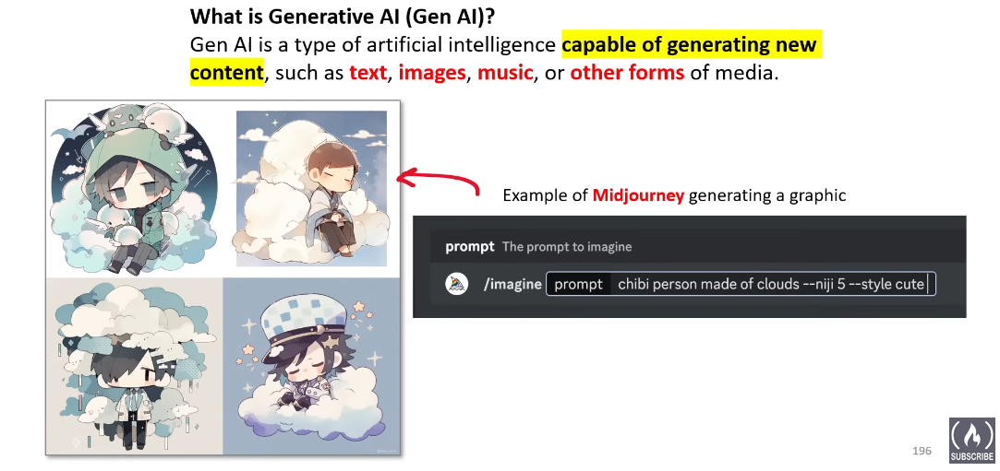 What is Generative AI (Gen AI)?
Gen AI is a type of artificial intelligence capable of generating new
content, such as text, images, music, or other forms of media.
Example of Midjourney generating a graphic
prompt The prompt to imagine
/imagine prompt chibi person made of clouds --niji 5 --style cute
196
SUBSCRIBE